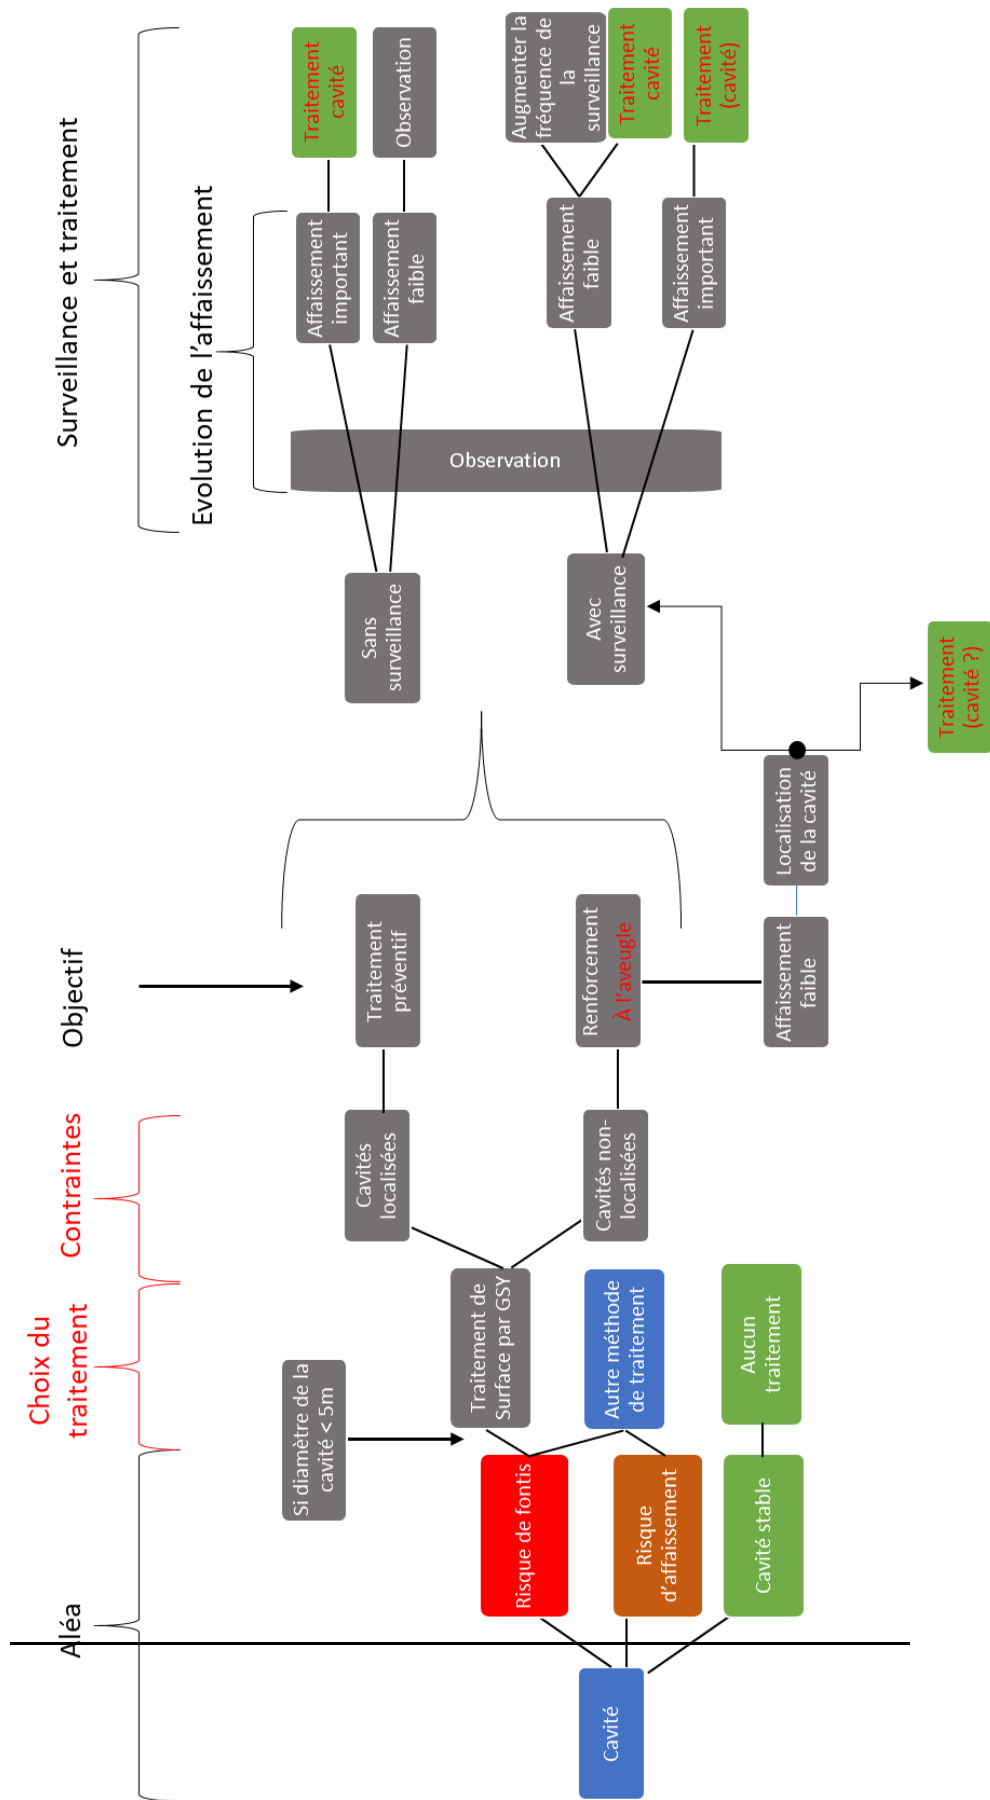 Aléa
Choix du
traitement
Contraintes
Objectif
Surveillance et traitement
Evolution de l’affaissement
Cavité
Risque de fontis
Risque
d’affaissement
Cavité stable
Si diamètre de la
cavité < 5m
Traitement de
Surface par GSY
Autre méthode
de traitement
Aucun
traitement
Cavités
localisées
Cavités non-
localisées
Traitement
préventif
Renforcement
À l’aveugle
Affaissement
faible
Localisation
de la cavité
Traitement
(cavité ?)
Sans
surveillance
Avec
surveillance
Observation
Affaissement
important
Affaissement
faible
Affaissement
faible
Affaissement
important
Traitement
cavité
Observation
Augmenter la
fréquence de
la
surveillance
Traitement
cavité
Traitement
(cavité)